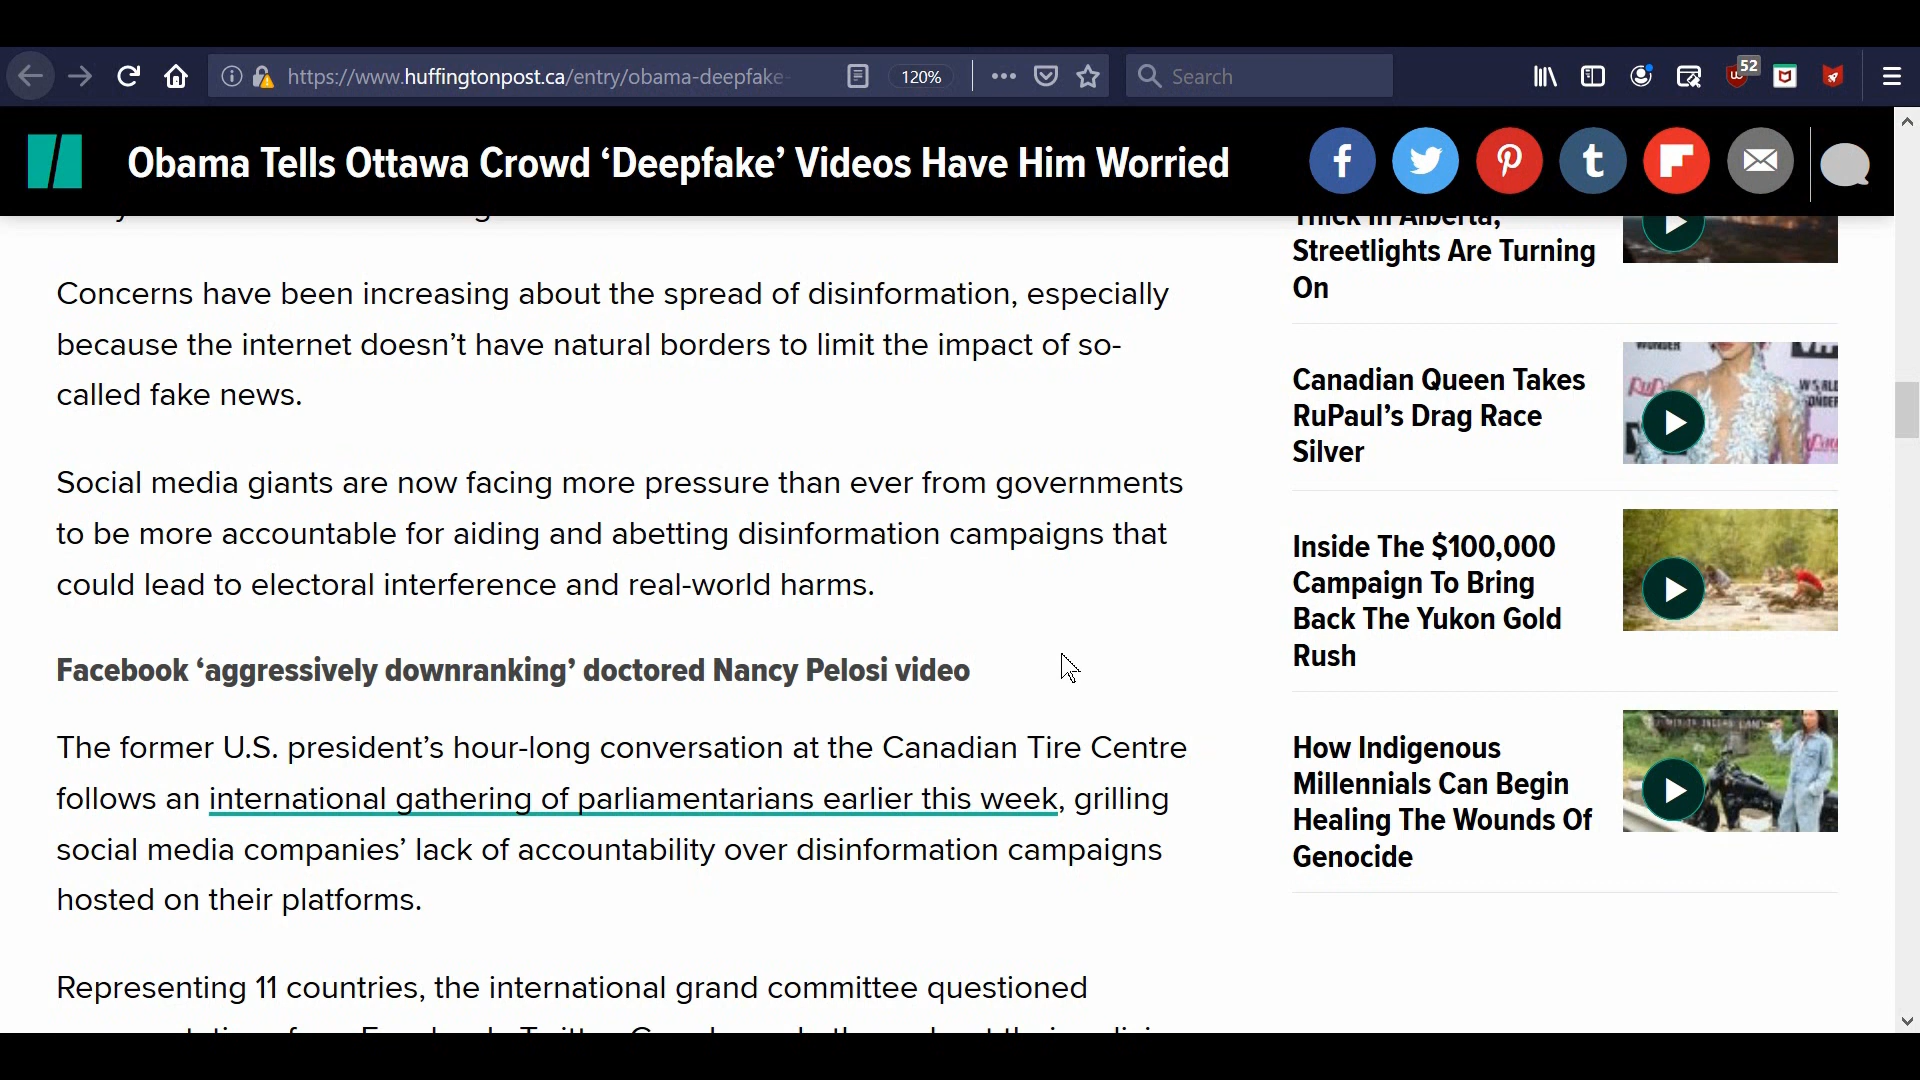 https://www.huffingtonpost.ca/entry/obama-deepfake-
120%
Search
52
Obama Tells Ottawa Crowd ‘Deepfake’ Videos Have Him Worried
Concerns have been increasing about the spread of disinformation, especially
because the internet doesn’t have natural borders to limit the impact of so-
called fake news.
Social media giants are now facing more pressure than ever from governments
to be more accountable for aiding and abetting disinformation campaigns that
could lead to electoral interference and real-world harms.
Facebook ‘aggressively downranking’ doctored Nancy Pelosi video
The former U.S. president’s hour-long conversation at the Canadian Tire Centre
follows an international gathering of parliamentarians earlier this week, grilling
social media companies’ lack of accountability over disinformation campaigns
hosted on their platforms.
Representing 11 countries, the international grand committee questioned
Thick In Alberta,
Streetlights Are Turning
On
Canadian Queen Takes
RuPaul’s Drag Race
Silver
Inside The $100,000
Campaign To Bring
Back The Yukon Gold
Rush
How Indigenous
Millennials Can Begin
Healing The Wounds Of
Genocide